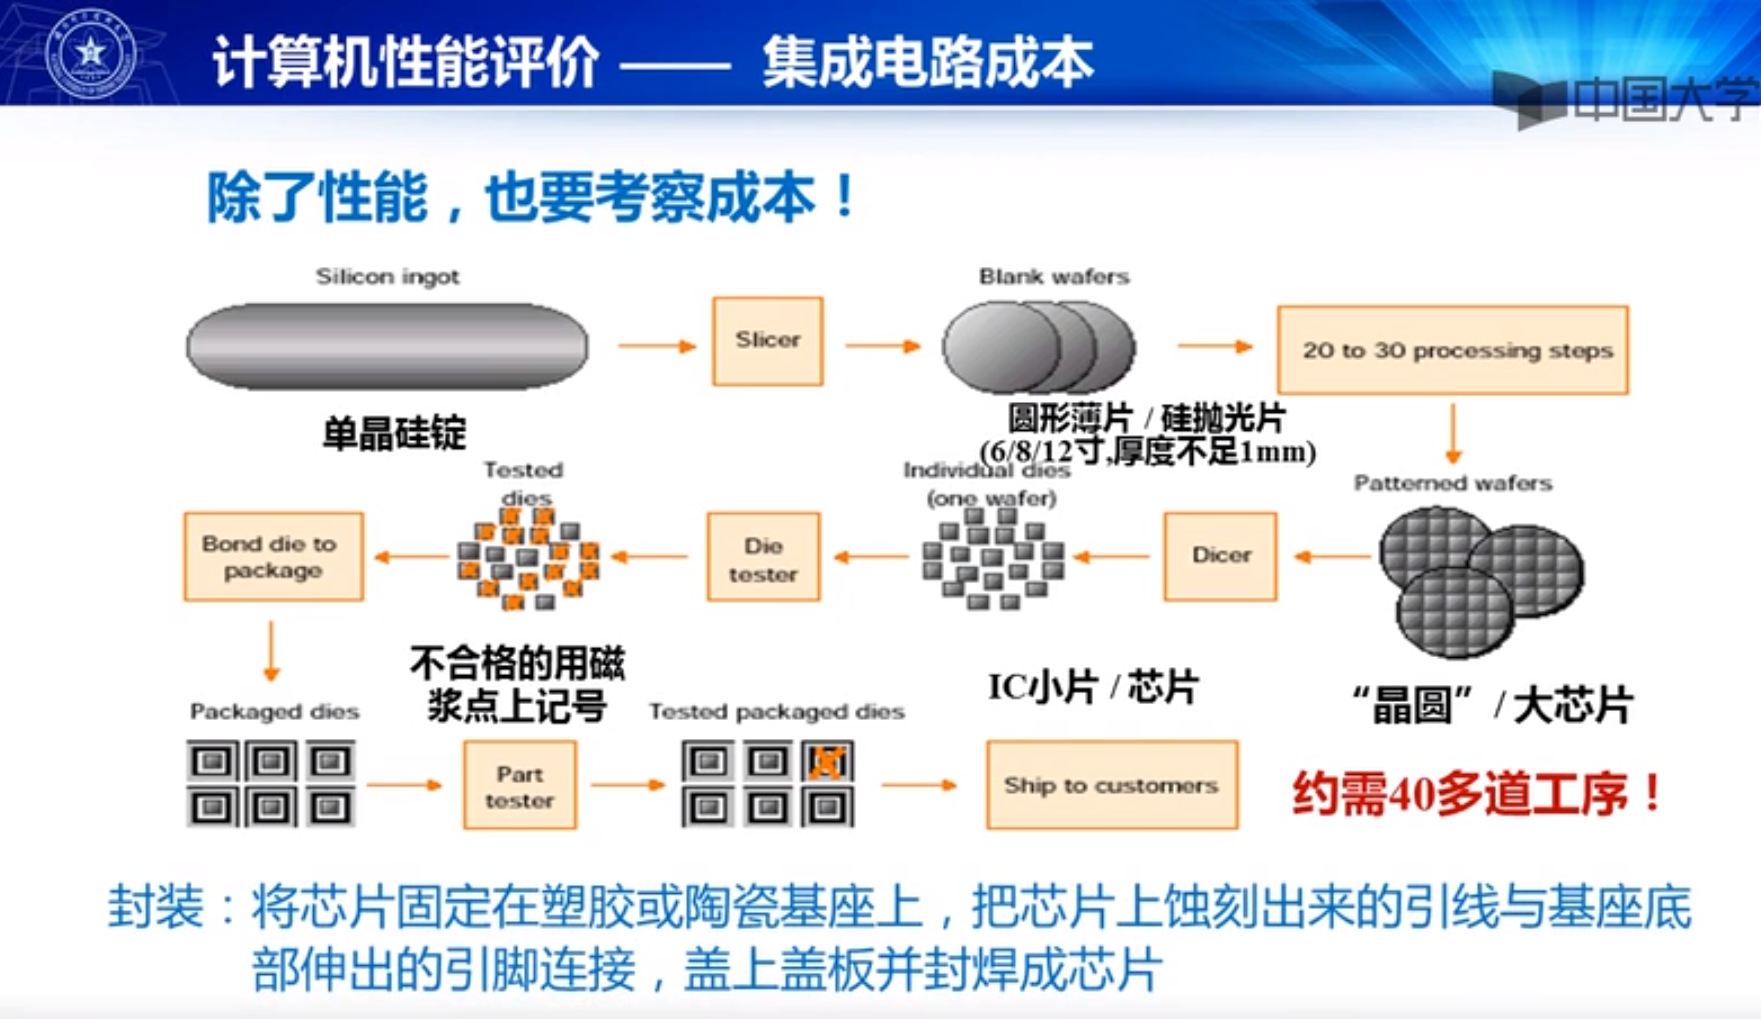 计算机性能评价 —— 集成电路成本
中国大学
除了性能，也要考察成本！
Silicon ingot
Slicer
Blank wafers
20 to 30 processing steps
单晶硅锭
圆形薄片 / 硅抛光片
(6/8/12寸,厚度不足1mm)
Tested
dies
Individual dies
(one wafer)
Patterned wafers
Bond die to
package
Die
tester
Dicer
不合格的用磁
浆点上记号
IC小片 / 芯片
“晶圆” / 大芯片
Packaged dies
Tested packaged dies
Part
tester
Ship to customers
约需40多道工序！
封装：将芯片固定在塑胶或陶瓷基座上，把芯片上蚀刻出来的引线与基座底
部伸出的引脚连接，盖上盖板并封焊成芯片